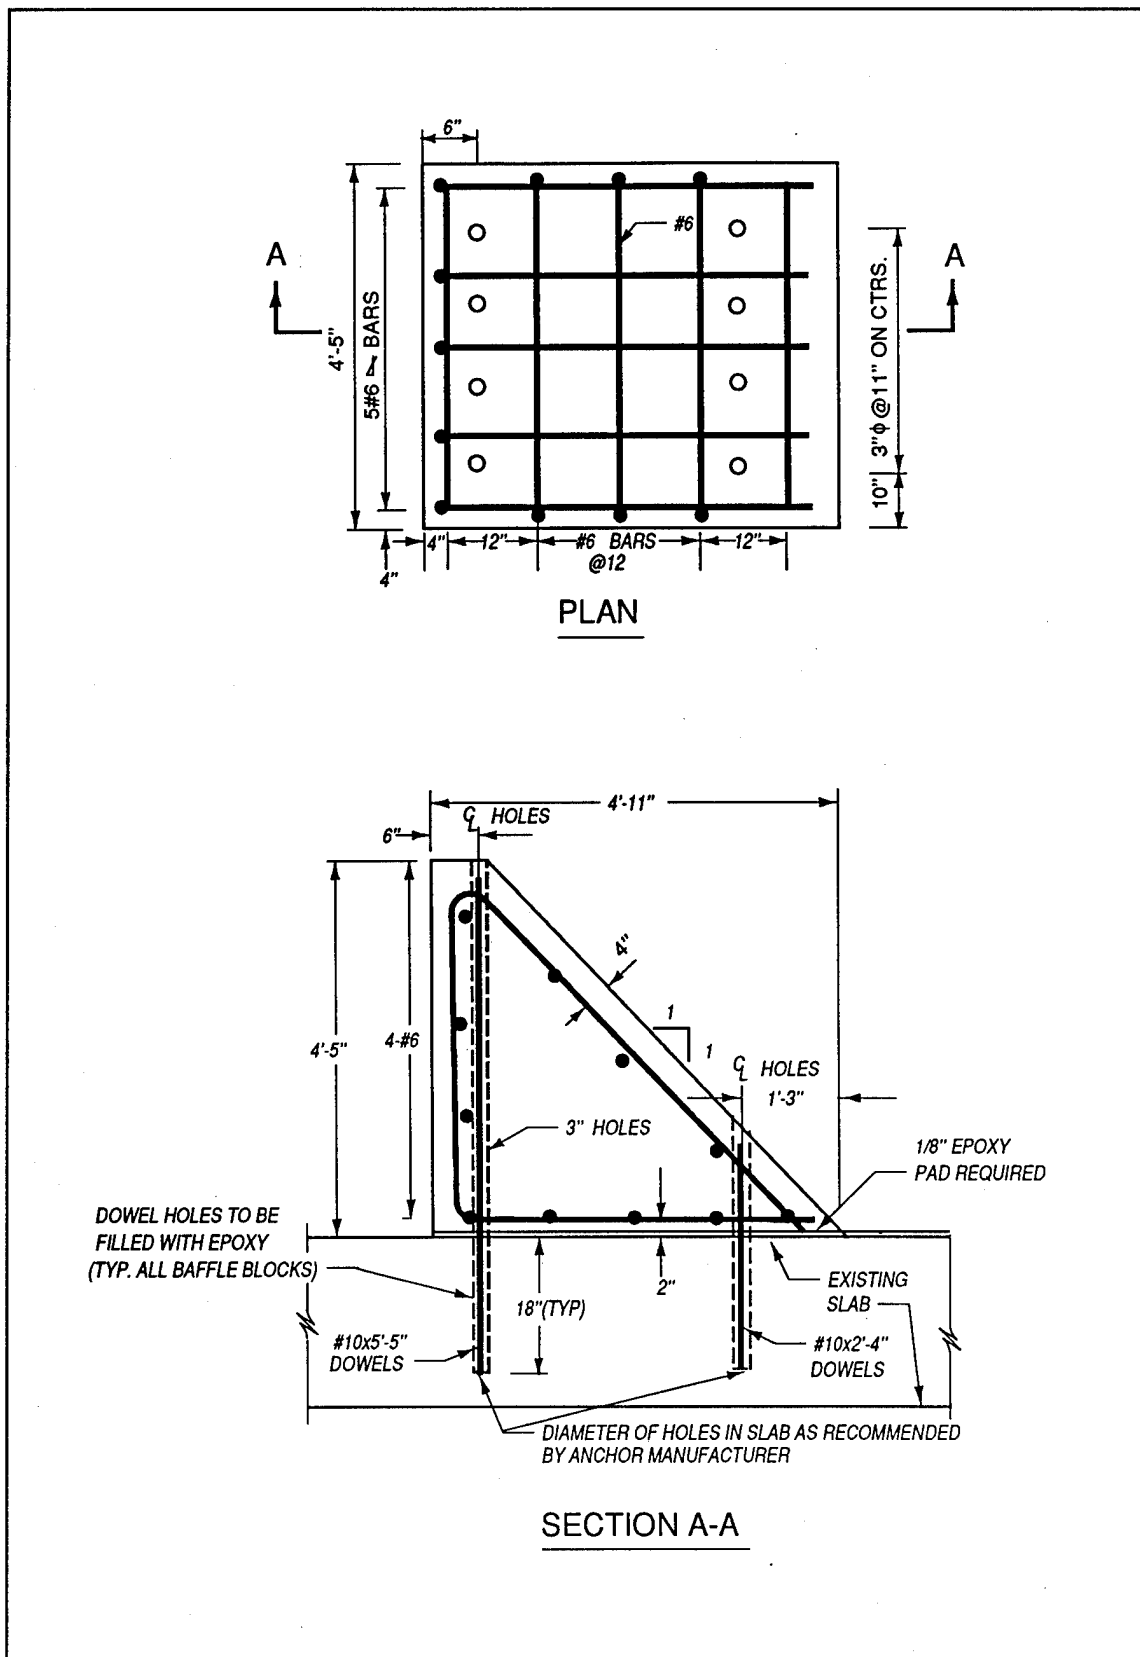 6"
#6
A
A
4'-5"
5#6 BARS
3"ϕ@11" ON CTRS.
10"
4"
12"
#6 BARS
@12
12"
4"
PLAN
4'-11"
℄ HOLES
6"
4"
1
1
4'-5"
4-#6
℄ HOLES
1'-3"
3" HOLES
1/8" EPOXY
PAD REQUIRED
DOWEL HOLES TO BE
FILLED WITH EPOXY
(TYP. ALL BAFFLE BLOCKS)
2"
18"(TYP)
EXISTING
SLAB
#10x5'-5"
DOWELS
#10x2'-4"
DOWELS
DIAMETER OF HOLES IN SLAB AS RECOMMENDED
BY ANCHOR MANUFACTURER
SECTION A-A